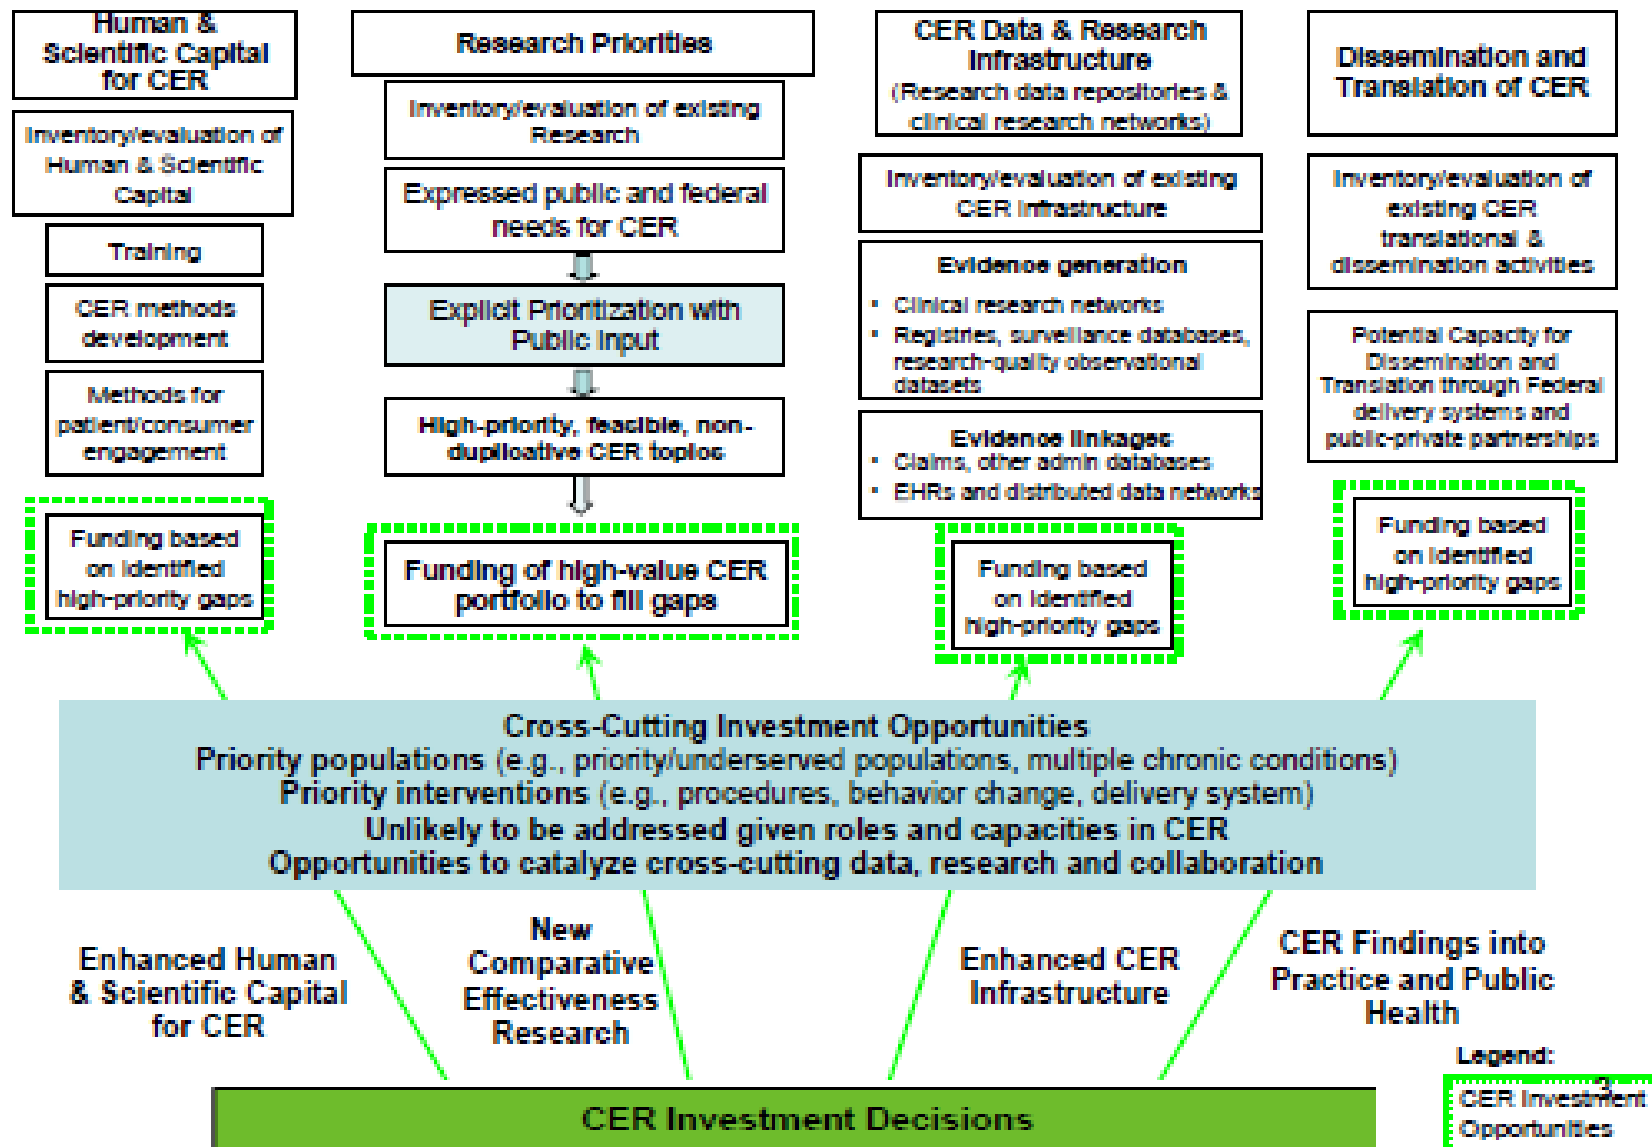 Human &
Scientific Capital
for CER
Inventory/evaluation of
Human & Scientific
Capital
Training
CER methods
development
Methods for
patient/consumer
engagement
Funding based
on identified
high-priority gaps
Research Priorities
Inventory/evaluation of existing
Research
Expressed public and federal
needs for CER
Explicit Prioritization with
Public Input
High-priority, feasible, non-
duplicative CER topics
Funding of high-value CER
portfolio to fill gaps
CER Data & Research
Infrastructure
(Research data repositories &
clinical research networks)
Inventory/evaluation of existing
CER Infrastructure
Evidence generation
• Clinical research networks
• Registries, surveillance databases,
research-quality observational
datasets
Evidence linkages
• Claims, other admin databases
• EHRs and distributed data networks
Funding based
on identified
high-priority gaps
Dissemination and
Translation of CER
Inventory/evaluation of
existing CER
translational &
dissemination activities
Potential Capacity for
Dissemination and
Translation through Federal
delivery systems and
public-private partnerships
Funding based
on identified
high-priority gaps
Cross-Cutting Investment Opportunities
Priority populations (e.g., priority/underserved populations, multiple chronic conditions)
Priority interventions (e.g., procedures, behavior change, delivery system)
Unlikely to be addressed given roles and capacities in CER
Opportunities to catalyze cross-cutting data, research and collaboration
Enhanced Human
& Scientific Capital
for CER
New
Comparative
Effectiveness
Research
Enhanced CER
Infrastructure
CER Findings into
Practice and Public
Health
CER Investment Decisions
Legend:
3
CER Investment
Opportunities